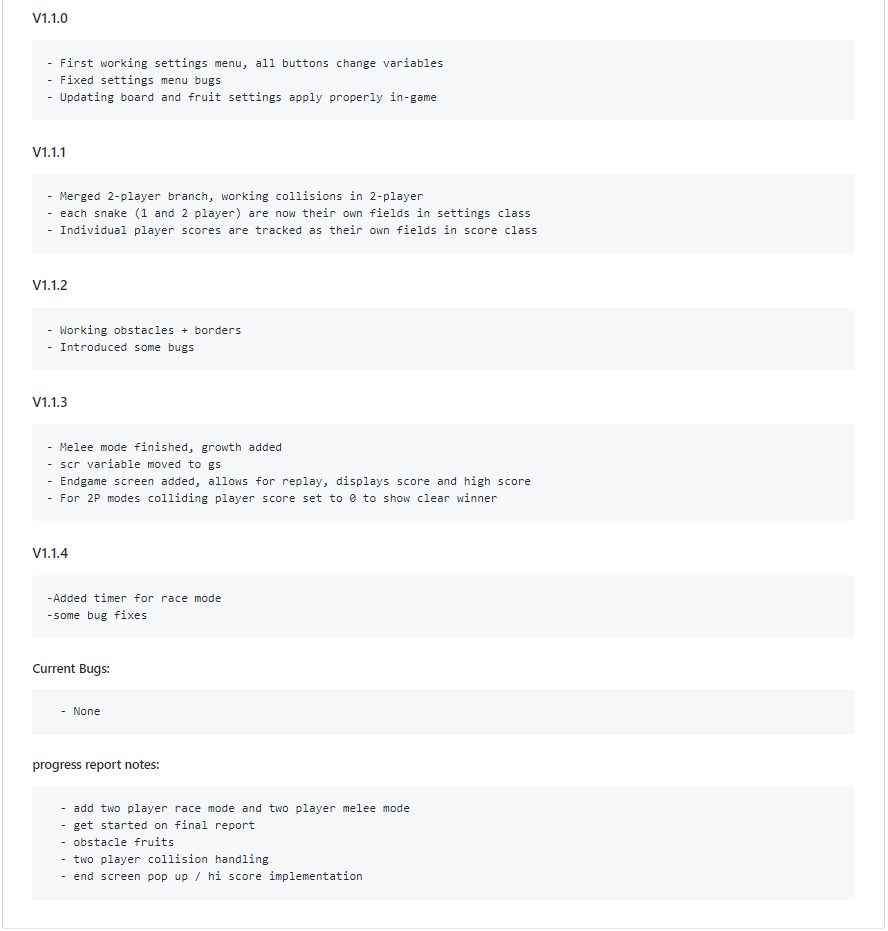 V1.1.0
- First working settings menu, all buttons change variables
- Fixed settings menu bugs
- Updating board and fruit settings apply properly in-game
V1.1.1
- Merged 2-player branch, working collisions in 2-player
- each snake (1 and 2 player) are now their own fields in settings class
- Individual player scores are tracked as their own fields in score class
V1.1.2
- Working obstacles + borders
- Introduced some bugs
V1.1.3
- Melee mode finished, growth added
- scr variable moved to gs
- Endgame screen added, allows for replay, displays score and high score
- For 2P modes colliding player score set to 0 to show clear winner
V1.1.4
-Added timer for race mode
-some bug fixes
Current Bugs:
- None
progress report notes:
- add two player race mode and two player melee mode
- get started on final report
- obstacle fruits
- two player collision handling
- end screen pop up / hi score implementation